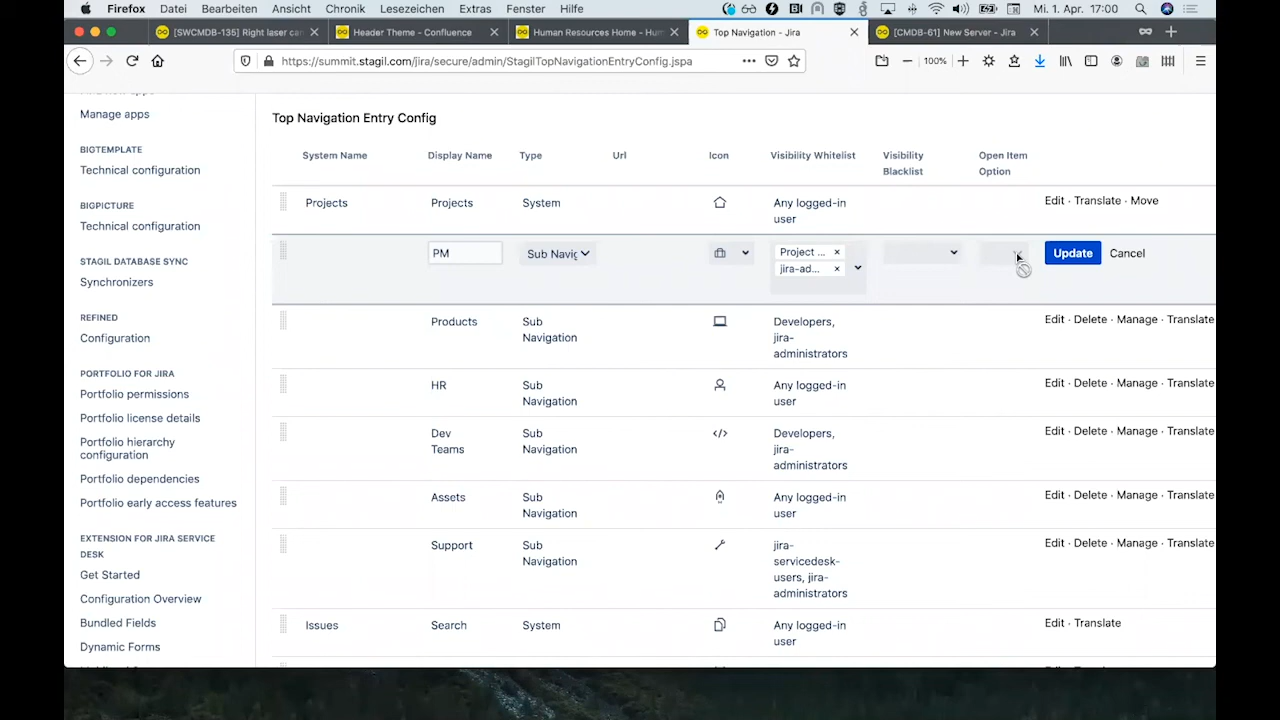 Firefox Datei Bearbeiten Ansicht Chronik Lesezeichen Extras Fenster Hilfe Mi. 1. Apr. 17:00
[SWCMDB-135] Right laser can
Header Theme - Confluence
Human Resources Home - Hum
Top Navigation - Jira
[CMDB-61] New Server - Jira
https://summit.stagil.com/jira/secure/admin/StagilTopNavigationEntryConfig.jspa
100%
Manage apps
BIGTEMPLATE
Technical configuration
BIGPICTURE
Technical configuration
STAGIL DATABASE SYNC
Synchronizers
REFINED
Configuration
PORTFOLIO FOR JIRA
Portfolio permissions
Portfolio license details
Portfolio hierarchy
configuration
Portfolio dependencies
Portfolio early access features
EXTENSION FOR JIRA SERVICE
DESK
Get Started
Configuration Overview
Bundled Fields
Dynamic Forms
Top Navigation Entry Config
System Name Display Name Type Url Icon Visibility Whitelist Visibility Open Item
Blacklist Option
Projects Projects System Any logged-in Edit · Translate · Move
user
PM Sub Navig Project ... × Update Cancel
jira-ad... ×
Products Sub Developers, Edit · Delete · Manage · Translate
Navigation jira-
administrators
HR Sub Any logged-in Edit · Delete · Manage · Translate
Navigation user
Dev Sub </> Developers, Edit · Delete · Manage · Translate
Teams Navigation jira-
administrators
Assets Sub Any logged-in Edit · Delete · Manage · Translate
Navigation user
Support Sub jira- Edit · Delete · Manage · Translate
Navigation servicedesk-
users, jira-
administrators
Issues Search System Any logged-in Edit · Translate
user